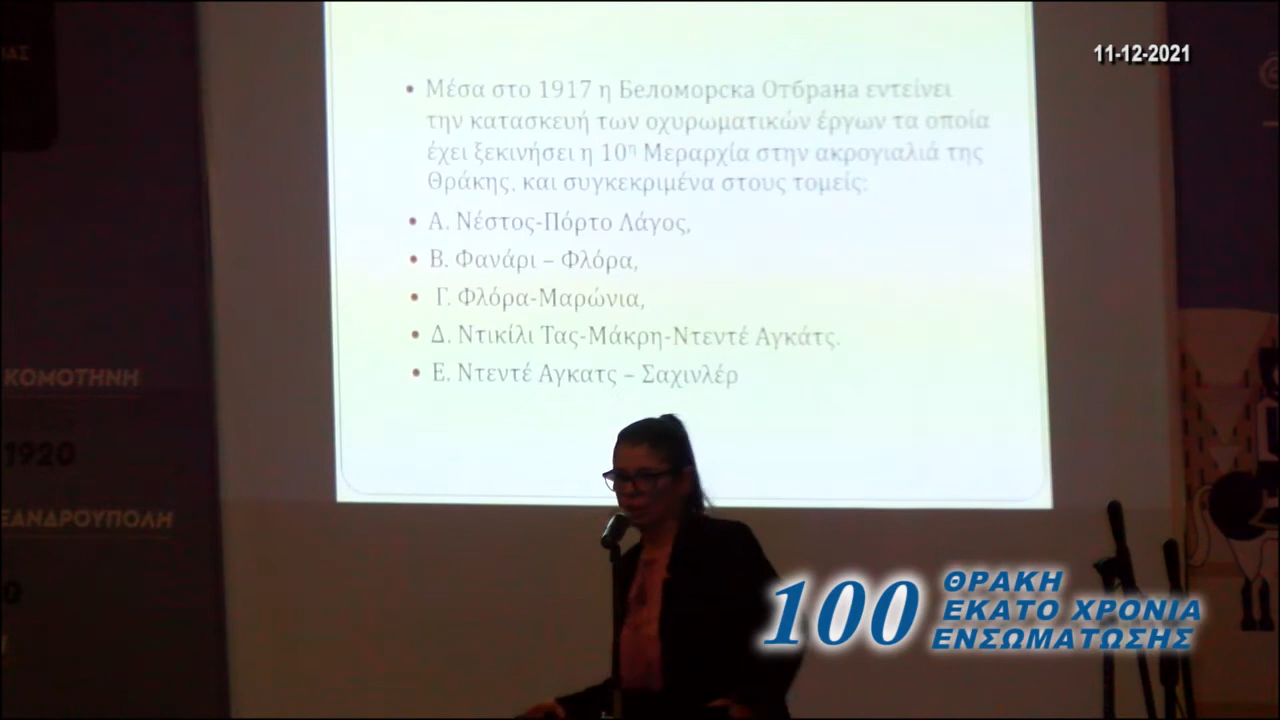 11-12-2021
• Μέσα στο 1917 η Беломорска Отбрана εντείνει
την κατασκευή των οχυρωματικών έργων τα οποία
έχει ξεκινήσει η 10η Μεραρχία στην ακρογιαλιά της
Θράκης, και συγκεκριμένα στους τομείς:
• Α. Νέστος-Πόρτο Λάγος,
• Β. Φανάρι – Φλόρα,
• Γ. Φλόρα-Μαρώνια,
• Δ. Ντικίλι Τας-Μάκρη-Ντεντέ Αγκάτς.
• Ε. Ντεντέ Αγκατς – Σαχινλέρ
ΚΟΜΟΤΗΝΗ
1920
ΞΑΝΔΡΟΥΠΟΛΗ
100 ΘΡΑΚΗ
ΕΚΑΤΟ ΧΡΟΝΙΑ
ΕΝΣΩΜΑΤΩΣΗΣ